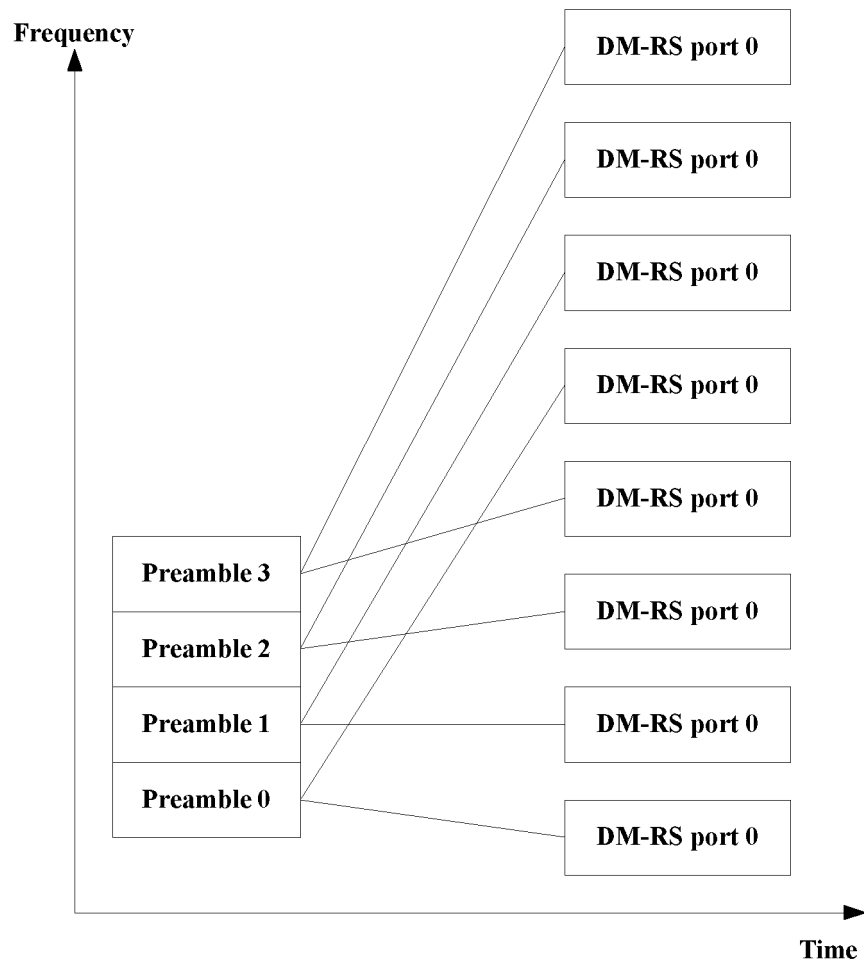 Frequency
DM-RS port 0
DM-RS port 0
DM-RS port 0
DM-RS port 0
DM-RS port 0
DM-RS port 0
DM-RS port 0
DM-RS port 0
Preamble 3
Preamble 2
Preamble 1
Preamble 0
Time